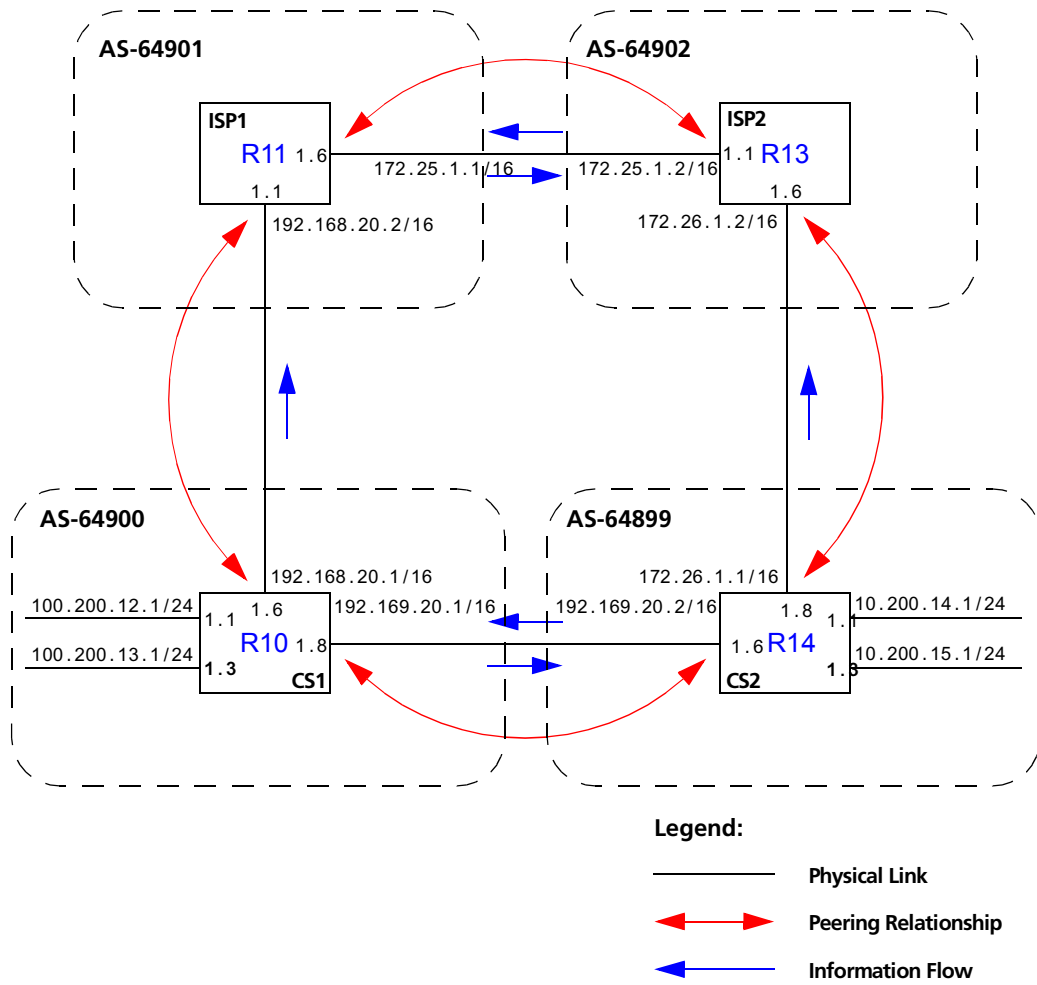 AS-64901
AS-64902
ISP1
R11
1.6
1.1
172.25.1.1/16
192.168.20.2/16
ISP2
1.1
R13
1.6
172.25.1.2/16
172.26.1.2/16
AS-64900
AS-64899
192.168.20.1/16
192.169.20.1/16
100.200.12.1/24
100.200.13.1/24
1.6
1.1
R10
1.8
1.3
CS1
172.26.1.1/16
192.169.20.2/16
1.8
1.1
1.6
R14
1.3
CS2
10.200.14.1/24
10.200.15.1/24
Legend:
Physical Link
Peering Relationship
Information Flow